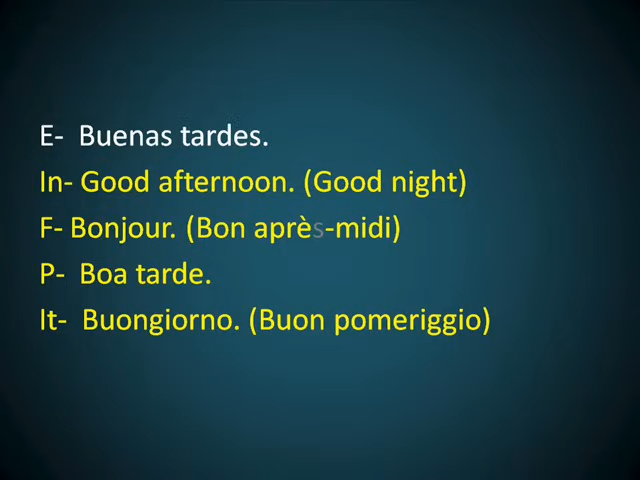 E- Buenas tardes.
In- Good afternoon. (Good night)
F- Bonjour. (Bon après-midi)
P- Boa tarde.
It- Buongiorno. (Buon pomeriggio)